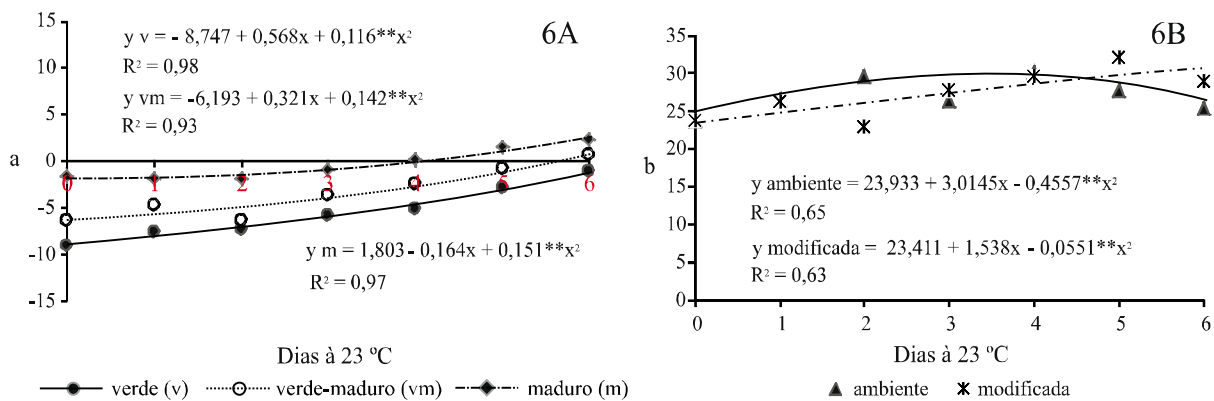 6A
15
10
5
0
-5
-10
-15
a
y v = - 8,747 + 0,568x + 0,116**x²
R² = 0,98
y vm = -6,193 + 0,321x + 0,142**x²
R² = 0,93
0 1 2 3 4 5 6
y m = 1,803 - 0,164x + 0,151**x²
R² = 0,97
Dias à 23 ºC
verde (v) verde-maduro (vm) maduro (m)
6B
40
35
30
25
20
15
10
5
0
b
y ambiente = 23,933 + 3,0145x - 0,4557**x²
R² = 0,65
y modificada = 23,411 + 1,538x - 0,0551**x²
R² = 0,63
0 1 2 3 4 5 6
Dias à 23 ºC
ambiente modificada